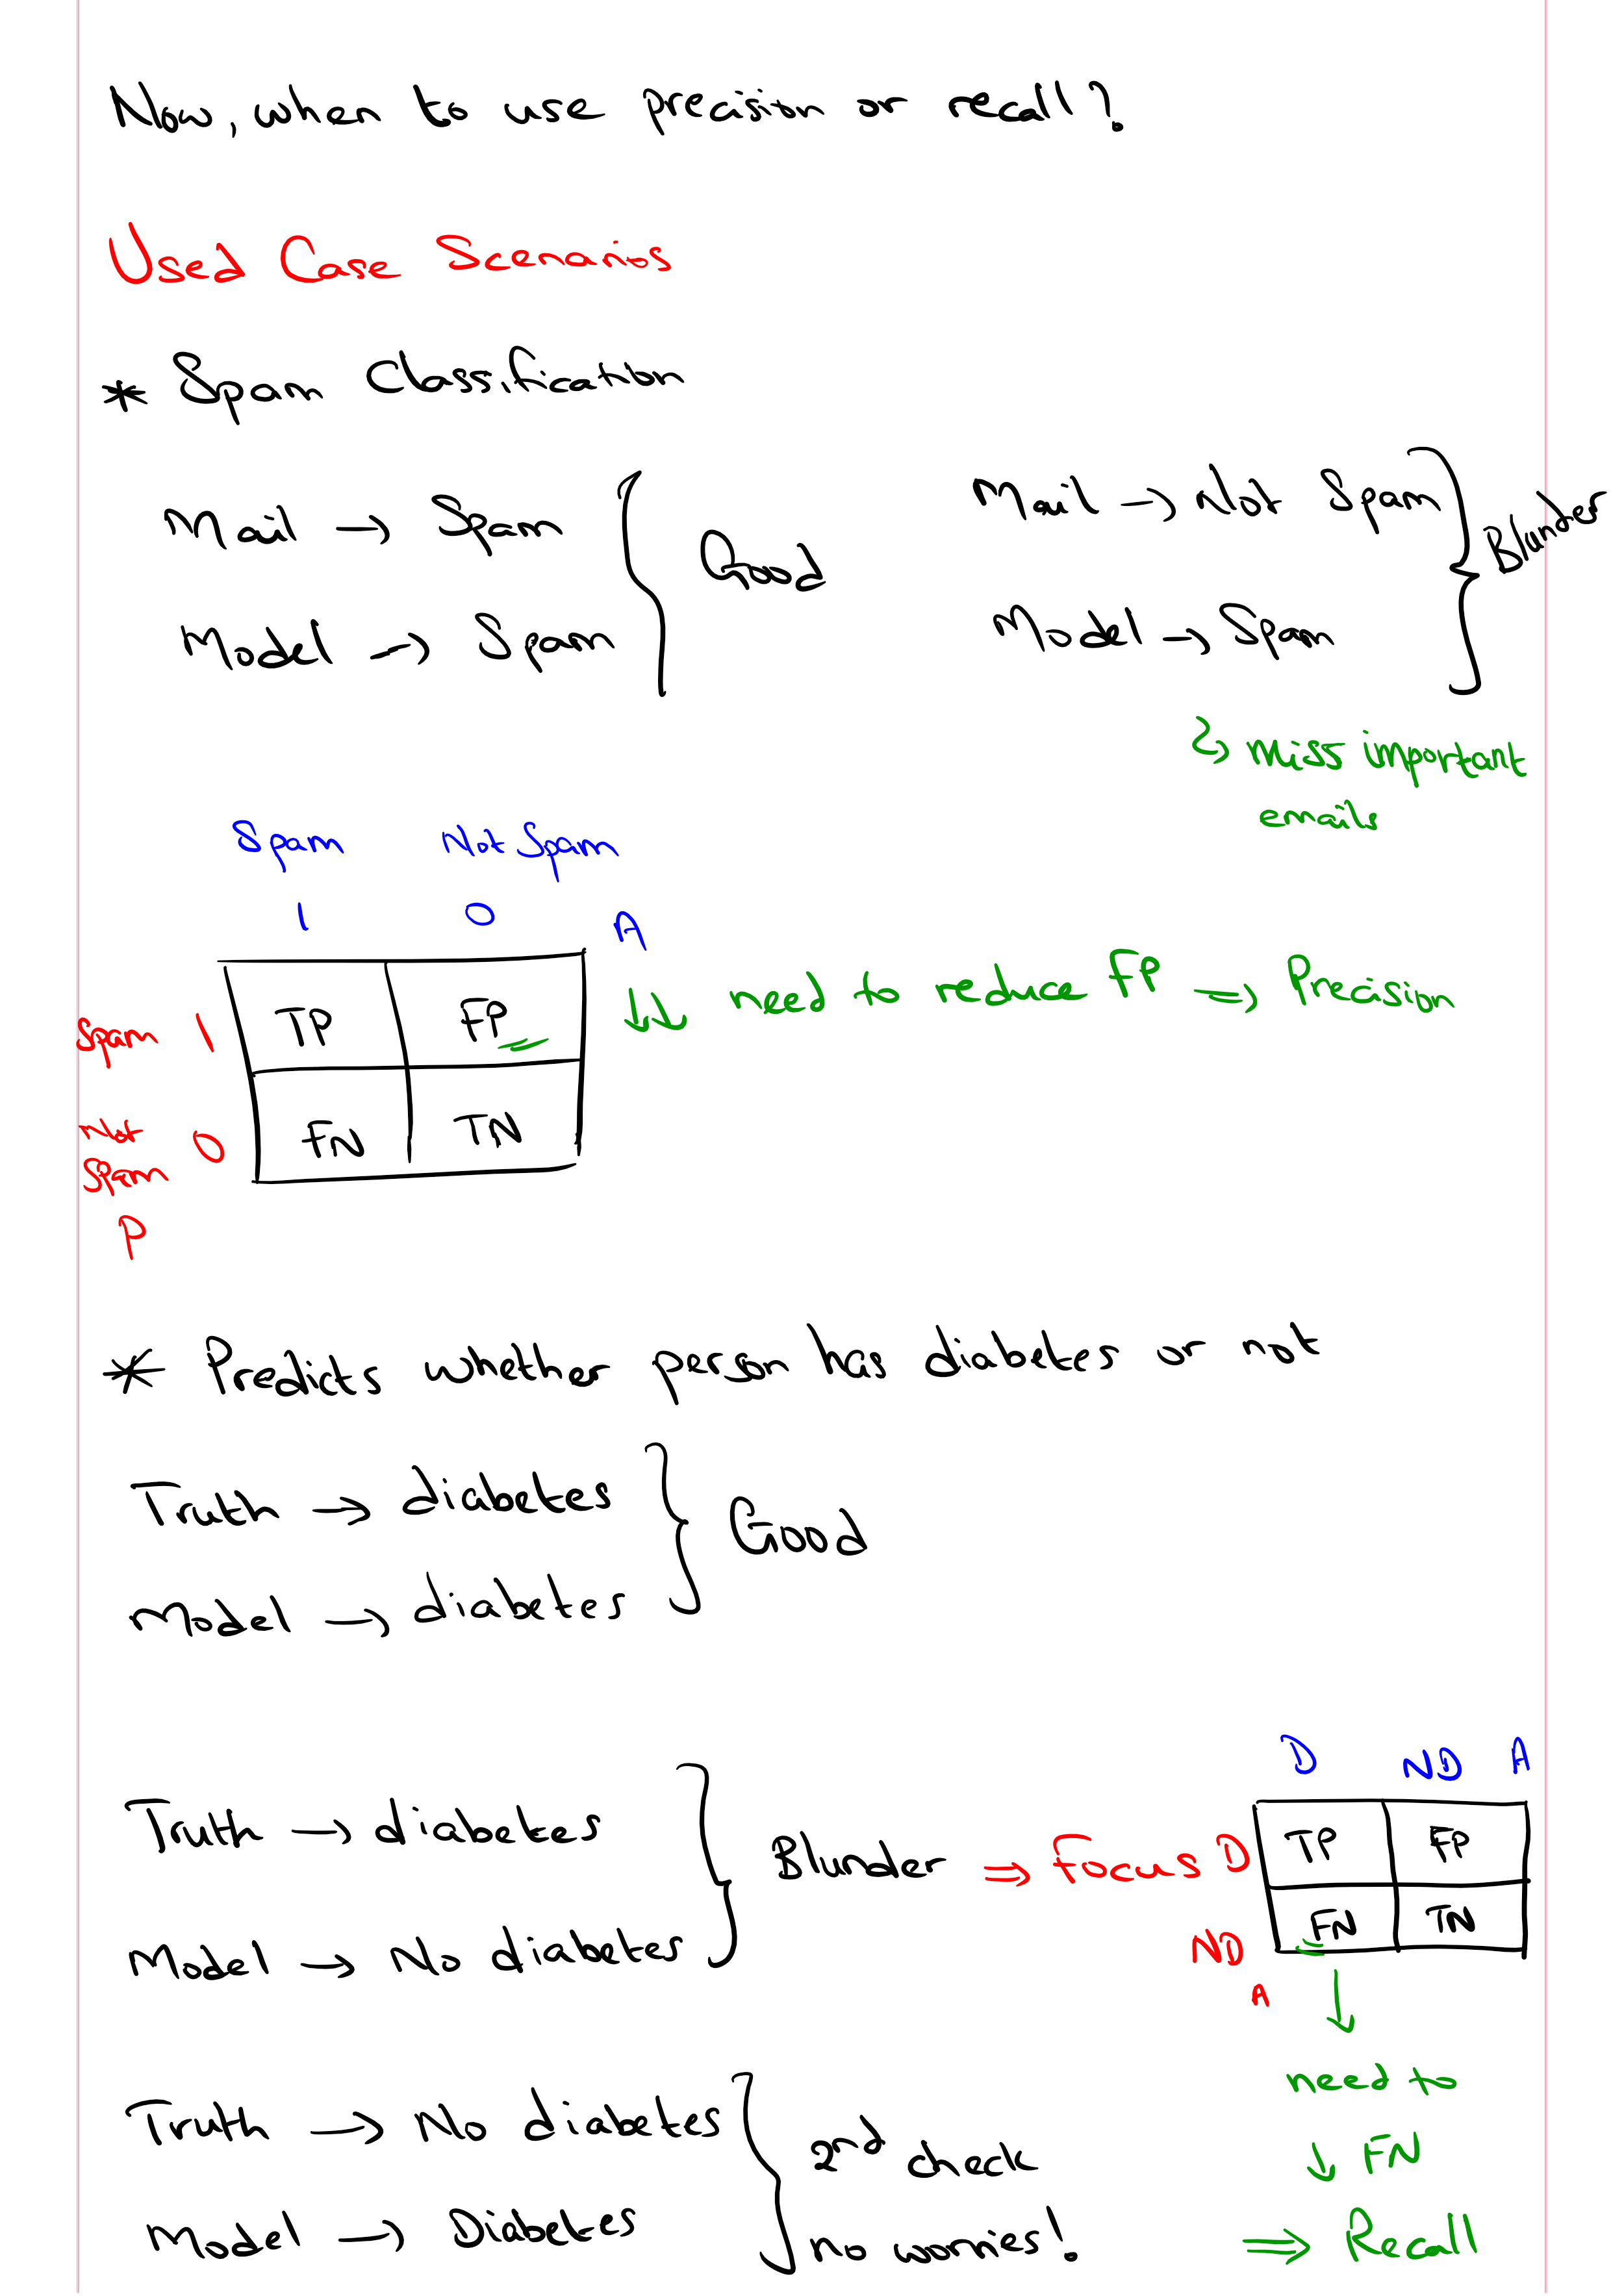 Now, when to use precision or recall?
Used Case Scenarios
* Spam Classification
Mail → Spam
Model → Spam
Good
Mail → Not Spam
Model → Spam
Blunder
↳ miss important
emails
Spam Not Spam
1 0 A
Spam 1 TP FP
Not
Spam 0 FN TN
P
↓↓ need to reduce FP ⇒ Precision
* Predicts whether person has diabetes or not
Truth → diabetes
Model → diabetes
Good
Truth → diabetes
Model → No diabetes
Blunder ⇒ Focus
D ND A
D TP FP
ND FN TN
A
↓
need to
↓ FN
⇒ Recall
Truth → No diabetes
Model → Diabetes
2nd check
no worries!